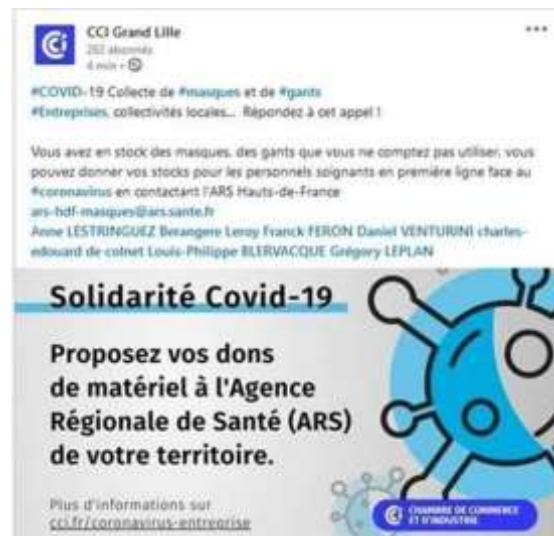 CCI Grand Lille
262 abonnés
4 min •
#COVID-19 Collecte de #masques et de #gants
#Entreprises, collectivités locales... Répondez à cet appel !
Vous avez en stock des masques, des gants que vous ne comptez pas utiliser, vous
pouvez donner vos stocks pour les personnels soignants en première ligne face au
#coronavirus en contactant l'ARS Hauts-de-France
ars-hdf-masques@ars.sante.fr
Anne LESTRINGUEZ Berangere Leroy Franck FERON Daniel VENTURINI charles-
edouard de colnet Louis-Philippe BLERVACQUE Grégory LEPLAN
Solidarité Covid-19
Proposez vos dons
de matériel à l'Agence
Régionale de Santé (ARS)
de votre territoire.
Plus d'informations sur
cci.fr/coronavirus-entreprise
CCI CHAMBRE DE COMMERCE
ET D'INDUSTRIE